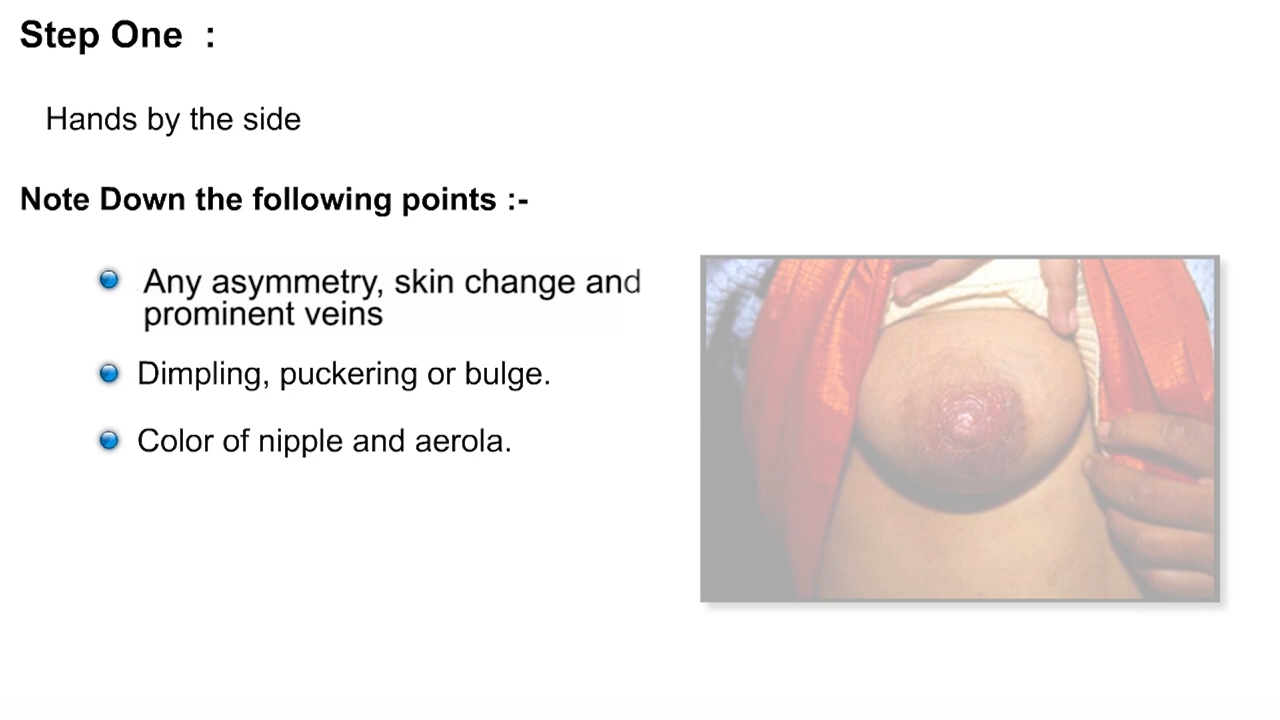 Step One :
Hands by the side
Note Down the following points :-
Any asymmetry, skin change and
prominent veins
Dimpling, puckering or bulge.
Color of nipple and aerola.